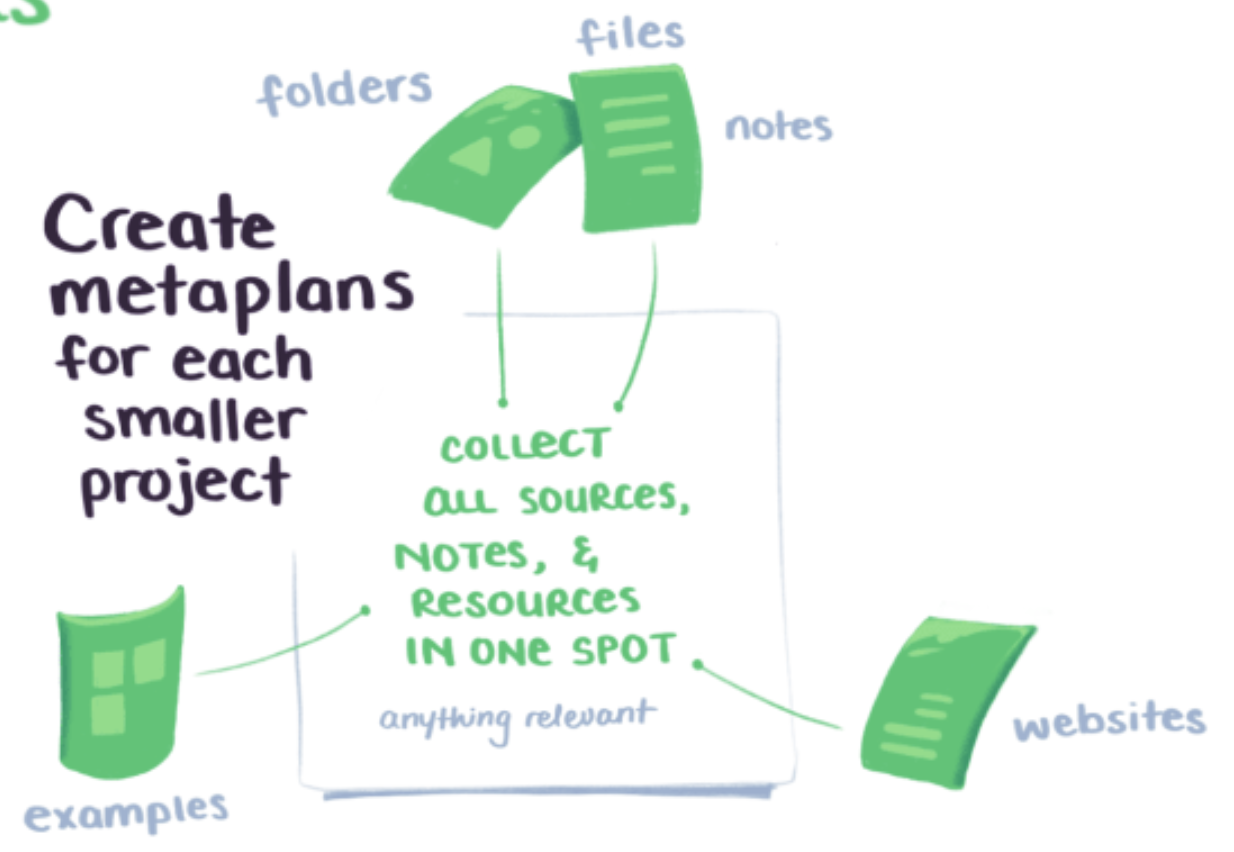 files
folders
notes
Create
metaplans
for each
smaller
project
COLLECT
ALL SOURCES,
NOTES, &
RESOURCES
IN ONE SPOT
anything relevant
websites
examples